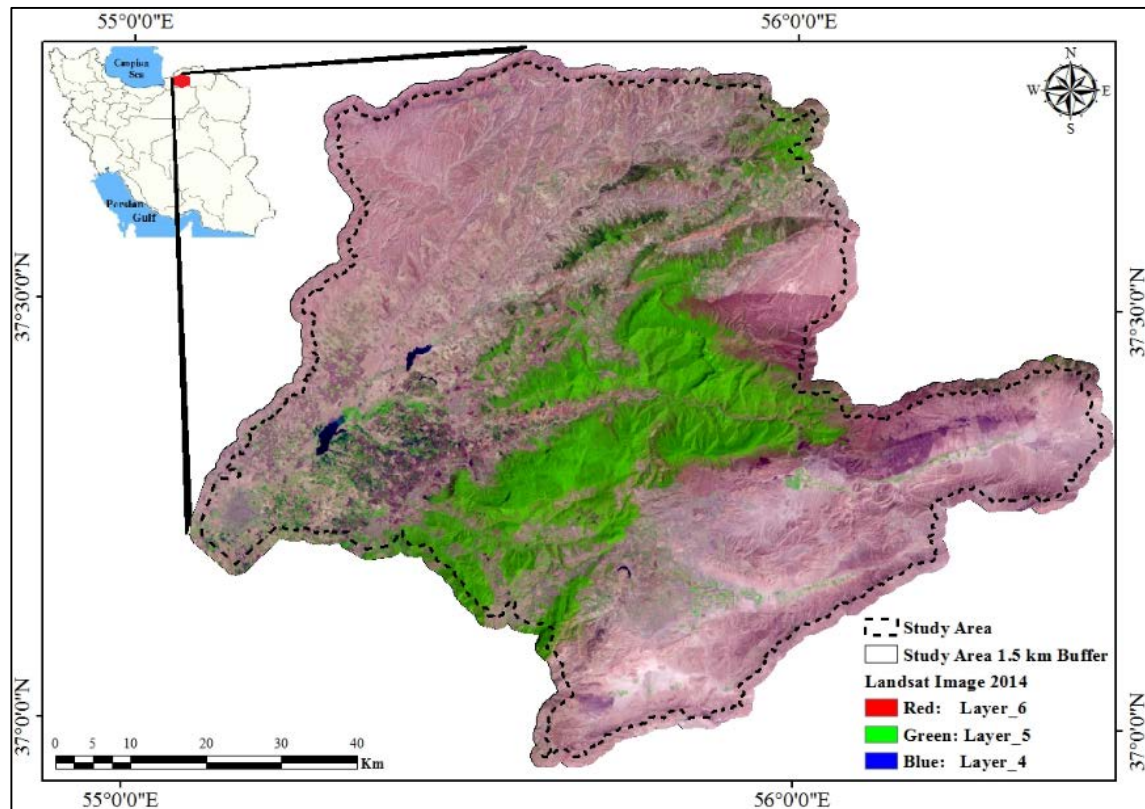 55°0'0"E
56°0'0"E
Caspian
Sea
Persian
Gulf
N
W
E
S
37°30'0"N
37°30'0"N
37°0'0"N
37°0'0"N
Study Area
Study Area 1.5 km Buffer
Landsat Image 2014
Red: Layer_6
Green: Layer_5
Blue: Layer_4
0 5 10 20 30 40
Km
55°0'0"E
56°0'0"E